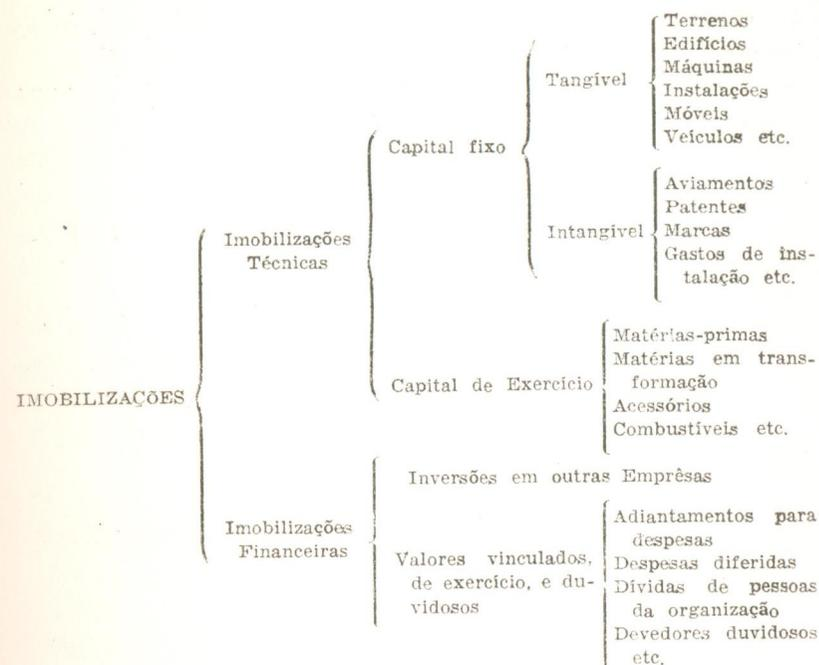 IMOBILIZAÇÕES
Imobilizações
Técnicas
Capital fixo
Tangível
Terrenos
Edifícios
Máquinas
Instalações
Móveis
Veículos etc.
Intangível
Aviamentos
Patentes
Marcas
Gastos de ins-
talação etc.
Capital de Exercício
Matérias-primas
Matérias em trans-
formação
Acessórios
Combustíveis etc.
Imobilizações
Financeiras
Inversões em outras Emprêsas
Valores vinculados,
de exercício, e du-
vidosos
Adiantamentos para
despesas
Despesas diferidas
Dívidas de pessoas
da organização
Devedores duvidosos
etc.